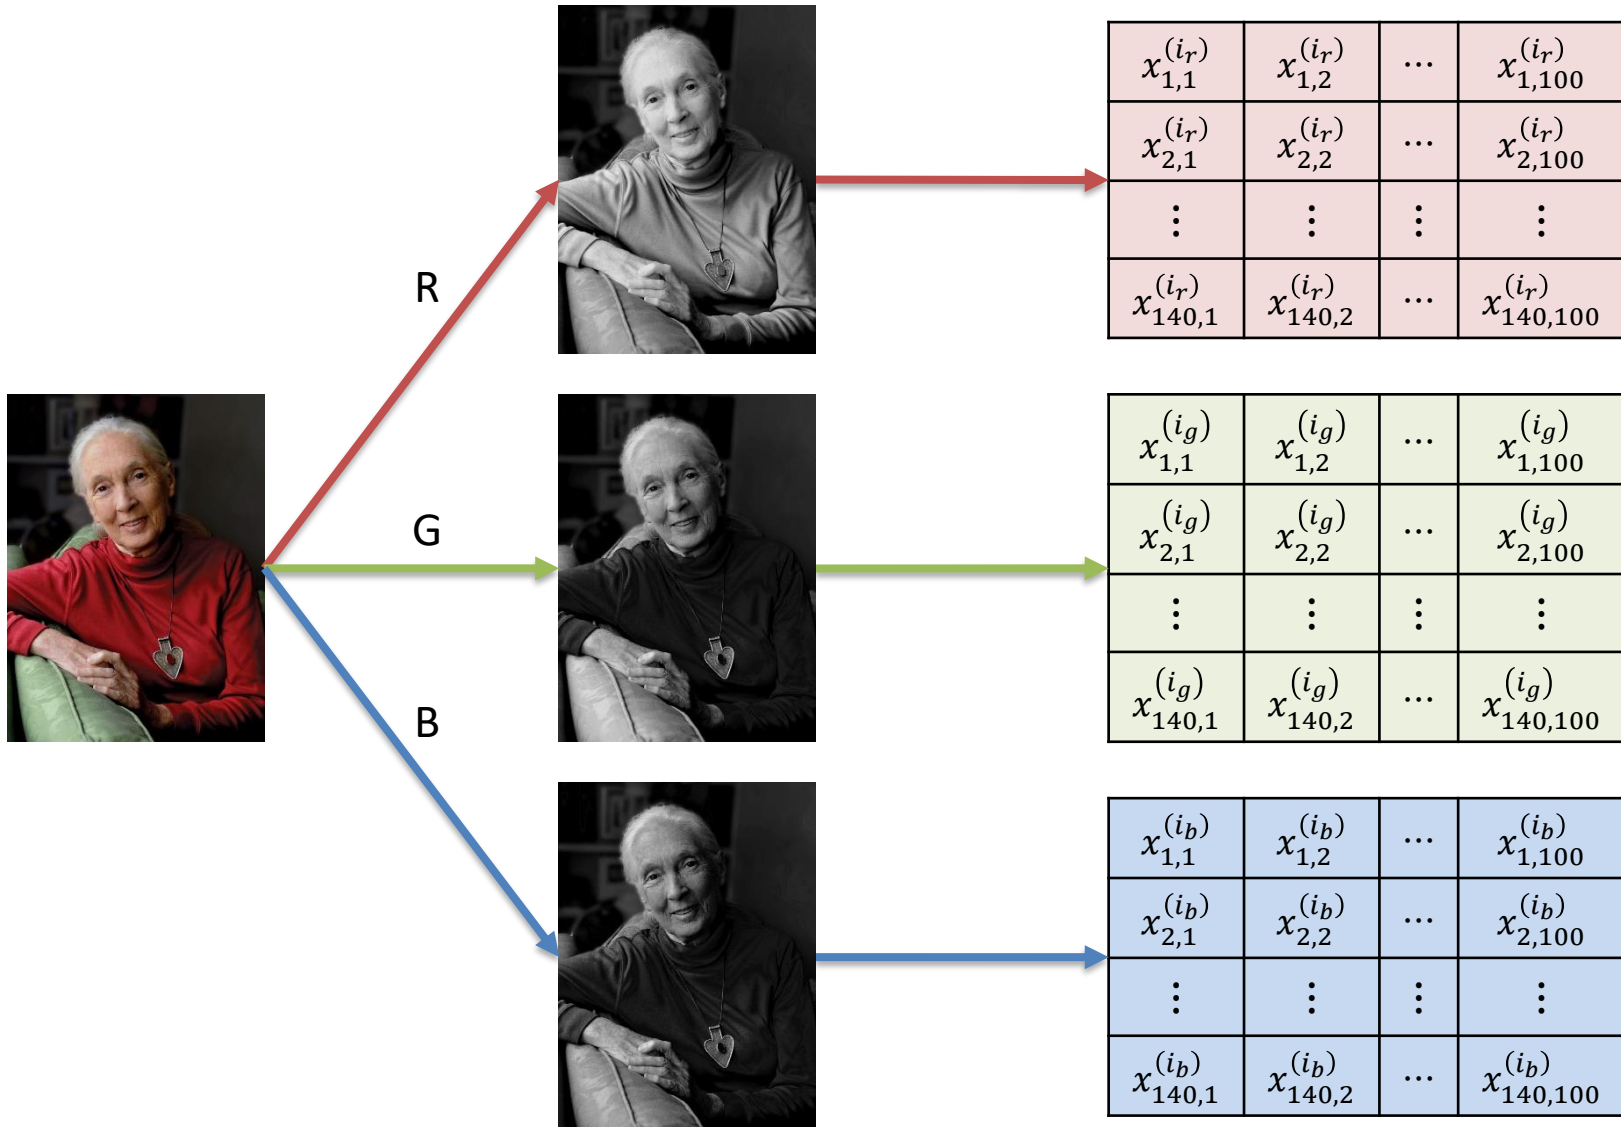 x_{1,1}^{(i_r)} x_{1,2}^{(i_r)} ⋯ x_{1,100}^{(i_r)}
x_{2,1}^{(i_r)} x_{2,2}^{(i_r)} ⋯ x_{2,100}^{(i_r)}
⋮ ⋮ ⋮ ⋮
R
x_{140,1}^{(i_r)} x_{140,2}^{(i_r)} ⋯ x_{140,100}^{(i_r)}
x_{1,1}^{(i_g)} x_{1,2}^{(i_g)} ⋯ x_{1,100}^{(i_g)}
G
x_{2,1}^{(i_g)} x_{2,2}^{(i_g)} ⋯ x_{2,100}^{(i_g)}
⋮ ⋮ ⋮ ⋮
x_{140,1}^{(i_g)} x_{140,2}^{(i_g)} ⋯ x_{140,100}^{(i_g)}
B
x_{1,1}^{(i_b)} x_{1,2}^{(i_b)} ⋯ x_{1,100}^{(i_b)}
x_{2,1}^{(i_b)} x_{2,2}^{(i_b)} ⋯ x_{2,100}^{(i_b)}
⋮ ⋮ ⋮ ⋮
x_{140,1}^{(i_b)} x_{140,2}^{(i_b)} ⋯ x_{140,100}^{(i_b)}